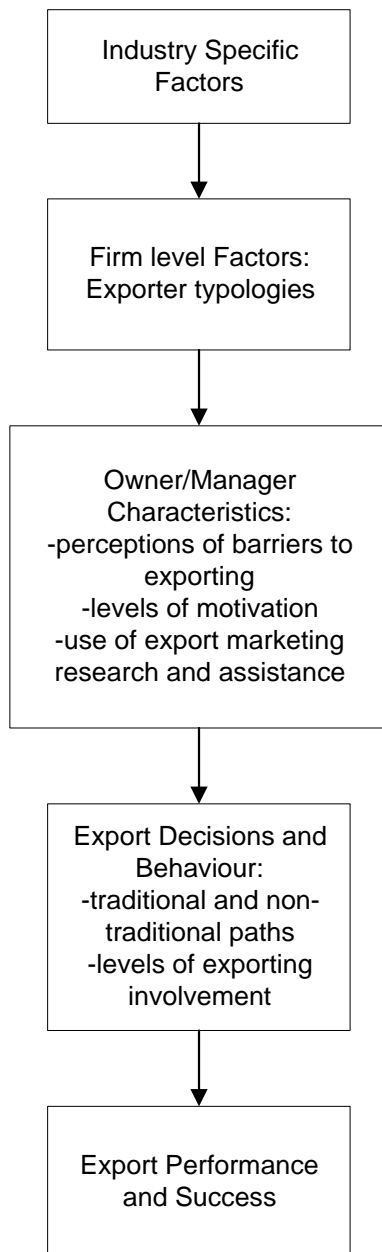 Industry Specific
Factors
Firm level Factors:
Exporter typologies
Owner/Manager
Characteristics:
-perceptions of barriers to
exporting
-levels of motivation
-use of export marketing
research and assistance
Export Decisions and
Behaviour:
-traditional and non-
traditional paths
-levels of exporting
involvement
Export Performance
and Success